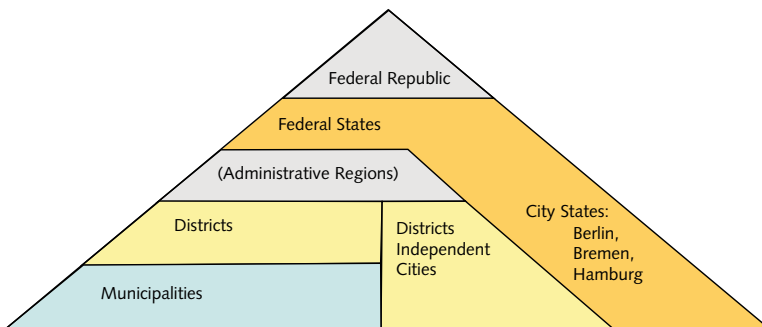 Federal Republic
Federal States
(Administrative Regions)
Districts
Districts
Independent
Cities
City States:
Berlin,
Bremen,
Hamburg
Municipalities